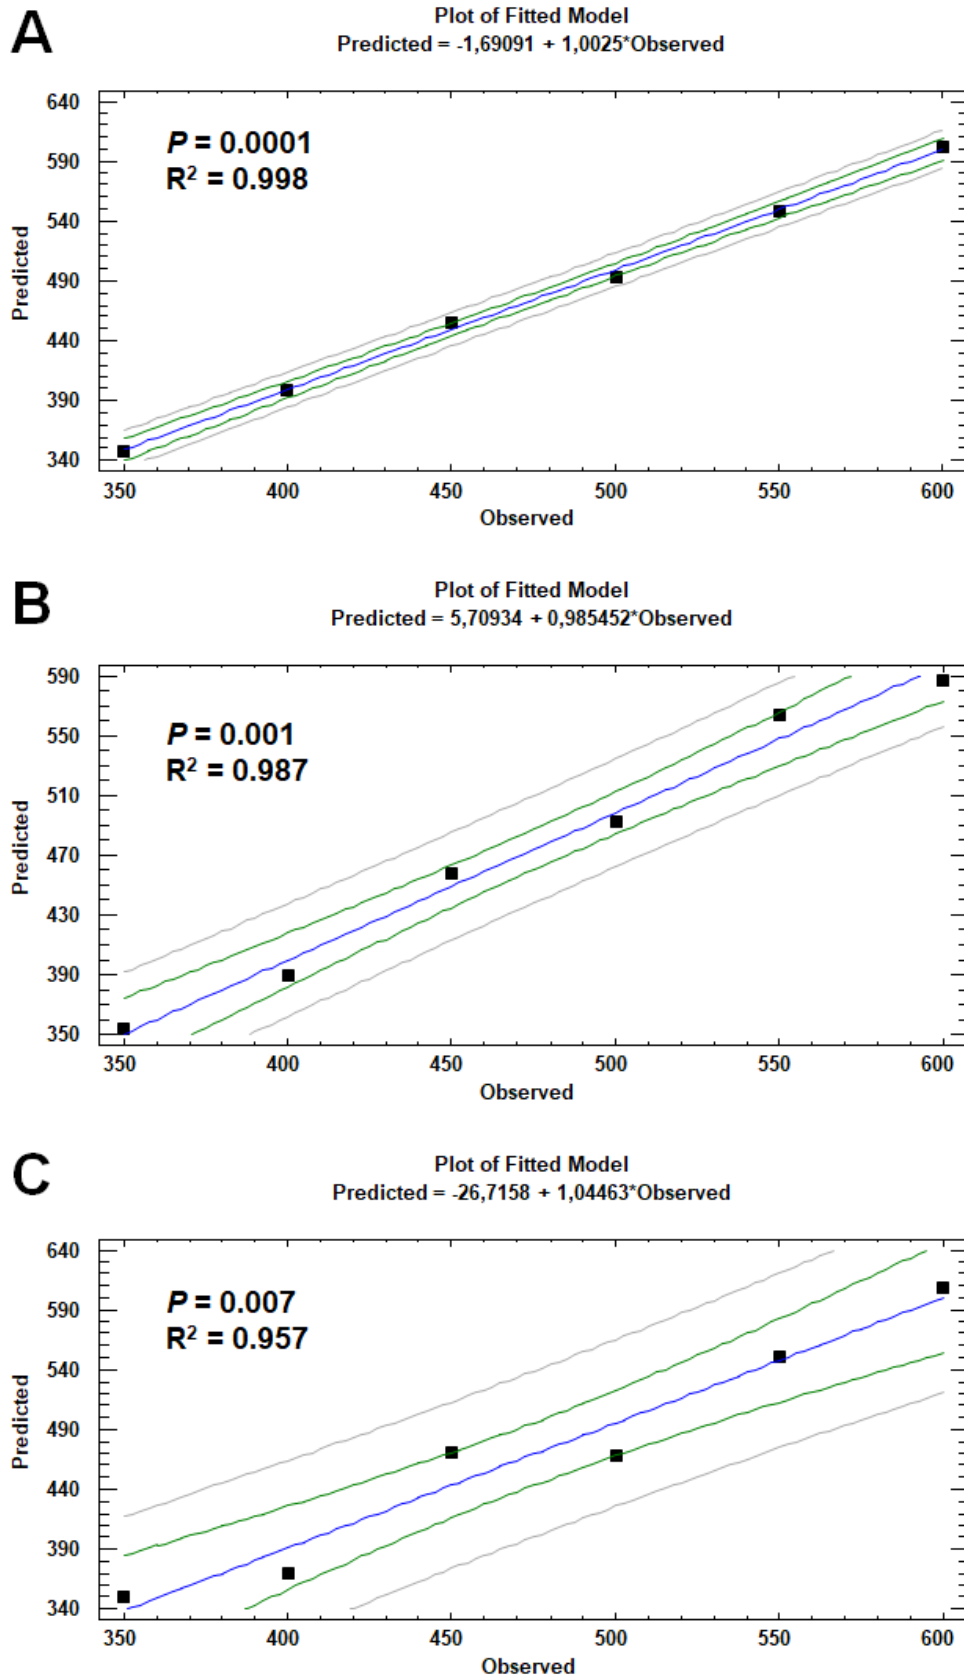 A
Plot of Fitted Model
Predicted = -1,69091 + 1,0025*Observed
P = 0.0001
R² = 0.998
640
590
540
490
440
390
340
Predicted
350 400 450 500 550 600
Observed
B
Plot of Fitted Model
Predicted = 5,70934 + 0,985452*Observed
P = 0.001
R² = 0.987
590
550
510
470
430
390
350
Predicted
350 400 450 500 550 600
Observed
C
Plot of Fitted Model
Predicted = -26,7158 + 1,04463*Observed
P = 0.007
R² = 0.957
640
590
540
490
440
390
340
Predicted
350 400 450 500 550 600
Observed